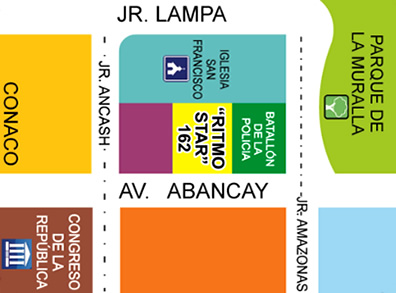 JR. LAMPA
PARQUE DE
LA MURALLA
IGLESIA
SAN
FRANCISCO
JR. ANCASH
CONACO
BATALLÓN
DE LA
POLICIA
"RITMO
STAR"
162
AV. ABANCAY
JR. AMAZONAS
CONGRESO
DE LA
REPÚBLICA